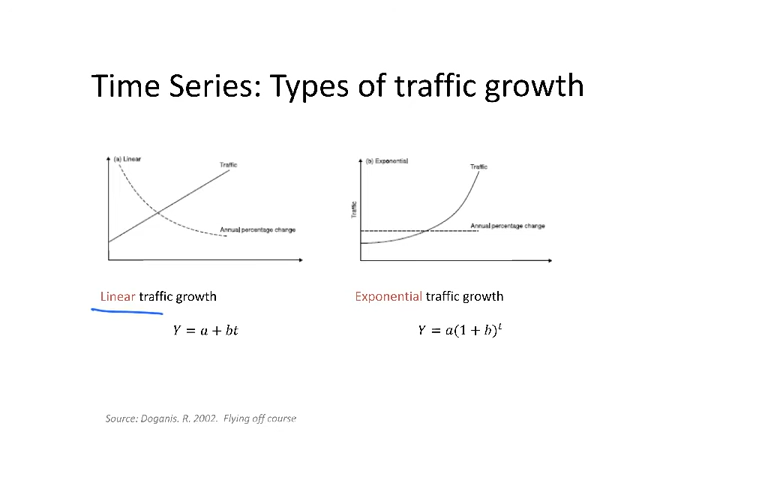 Time Series: Types of traffic growth
(a) Linear
Traffic
Annual percentage change
(b) Exponential
Traffic
Traffic
Annual percentage change
Linear traffic growth
Exponential traffic growth
Y = a + bt
Y = a(1 + b)^t
Source: Doganis. R. 2002. Flying off course